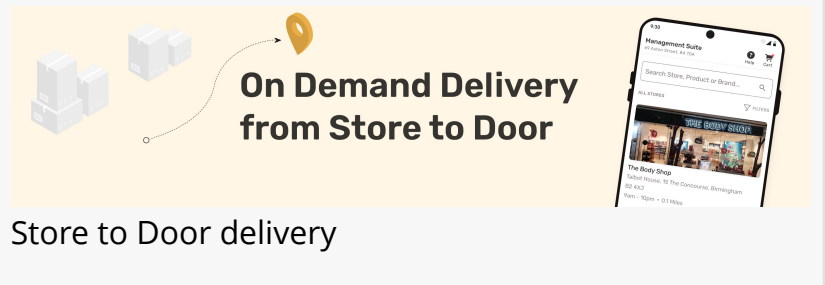 On Demand Delivery
from Store to Door
9:30
Management Suite
Help
Cart
Search Store, Product or Brand...
ALL STORES
FILTERS
THE BODY SHOP
The Body Shop
Talbot House, 15 The Concourse, Birmingham
B2 4XJ
9am - 10pm • 0.1 Miles
Store to Door delivery